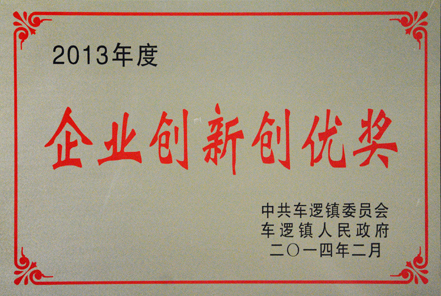 2013年度
企业创新创优奖
中共车逻镇委员会
车逻镇人民政府
二〇一四年二月